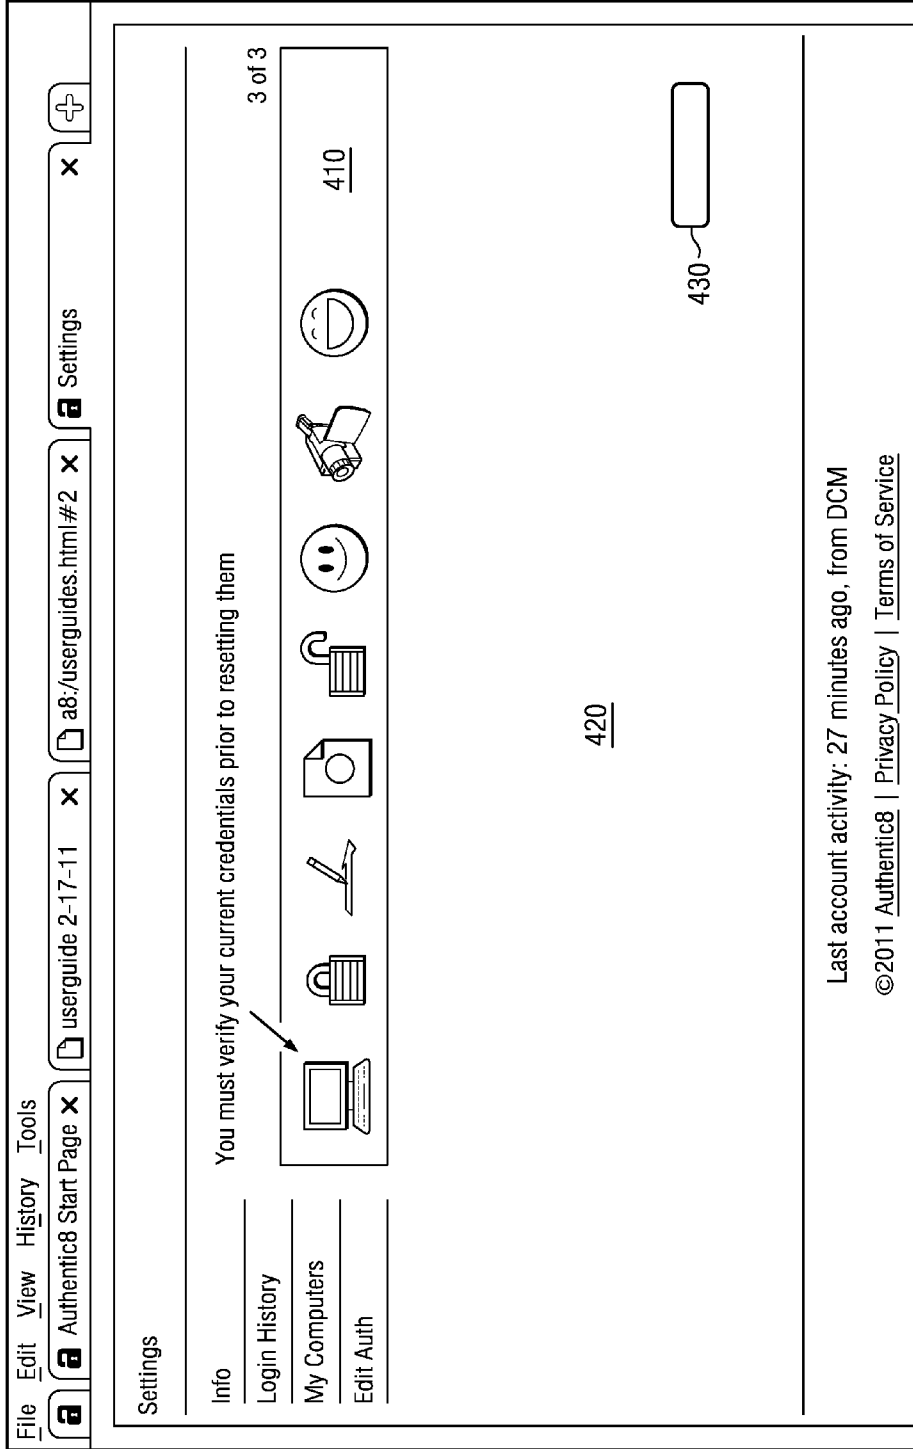 File Edit View History Tools
a Authentic8 Start Page X userguide 2-17-11 X a8:/userguides.html#2 X a Settings X
Settings
Info
Login History
My Computers
Edit Auth
You must verify your current credentials prior to resetting them
3 of 3
410
420
430
Last account activity: 27 minutes ago, from DCM
©2011 Authentic8 | Privacy Policy | Terms of Service